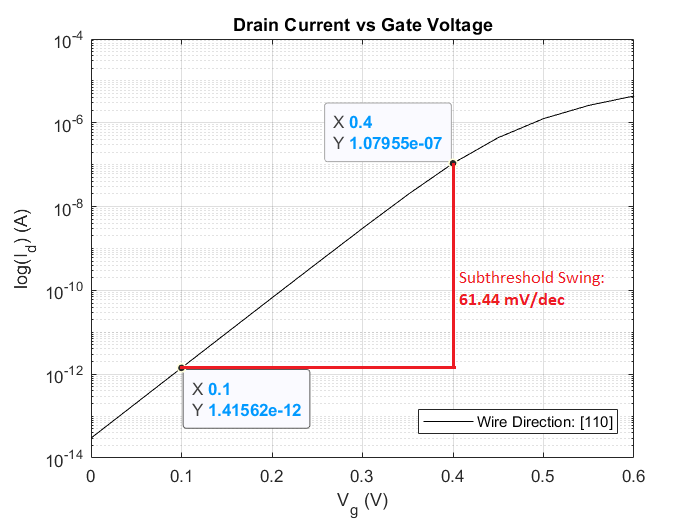 Drain Current vs Gate Voltage
10^-4
10^-6
10^-8
10^-10
10^-12
10^-14
log(I_d) (A)
X 0.4
Y 1.07955e-07
Subthreshold Swing:
61.44 mV/dec
X 0.1
Y 1.41562e-12
Wire Direction: [110]
0 0.1 0.2 0.3 0.4 0.5 0.6
V_g (V)